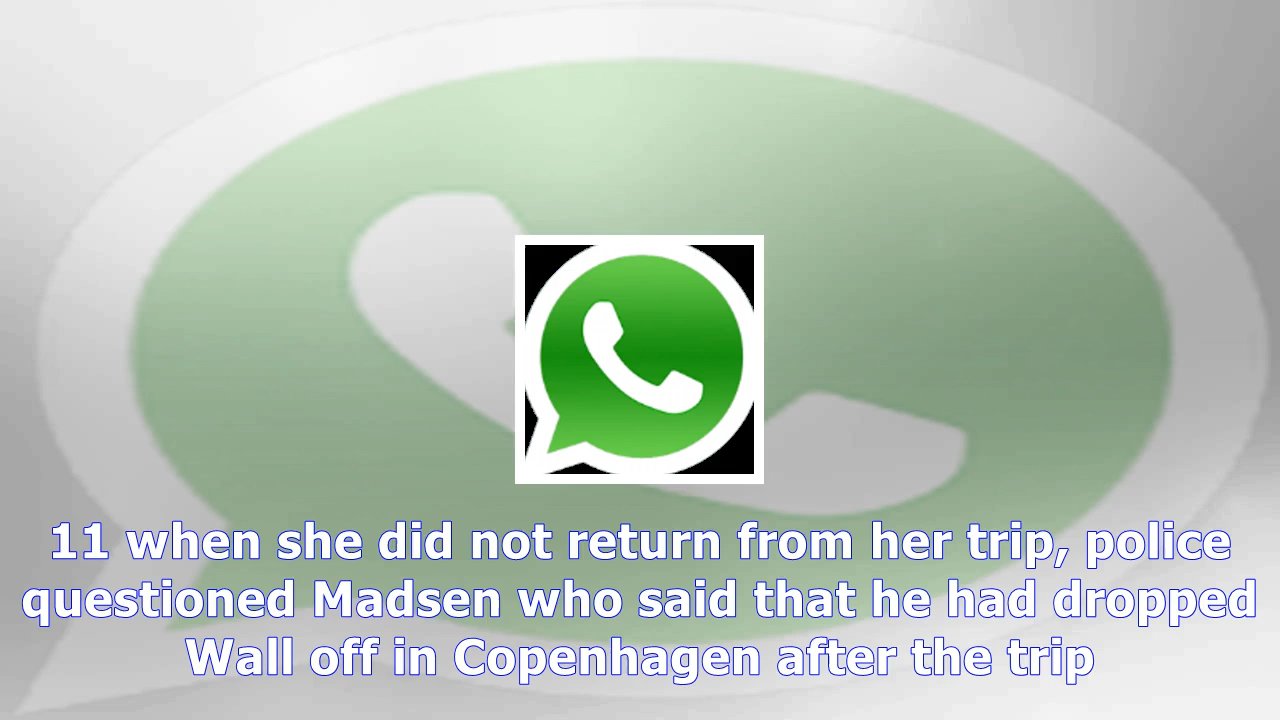 11 when she did not return from her trip, police
questioned Madsen who said that he had dropped
Wall off in Copenhagen after the trip